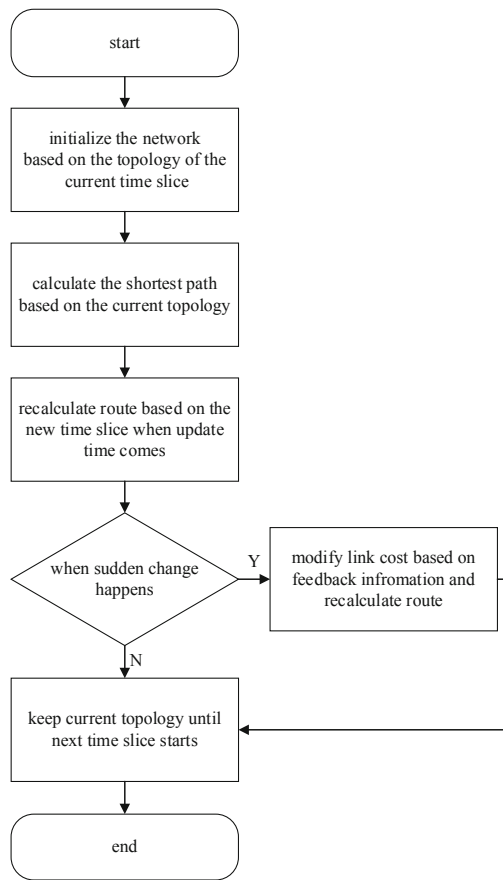 start
initialize the network
based on the topology of the
current time slice
calculate the shortest path
based on the current topology
recalculate route based on the
new time slice when update
time comes
when sudden change
happens
Y
modify link cost based on
feedback infromation and
recalculate route
N
keep current topology until
next time slice starts
end